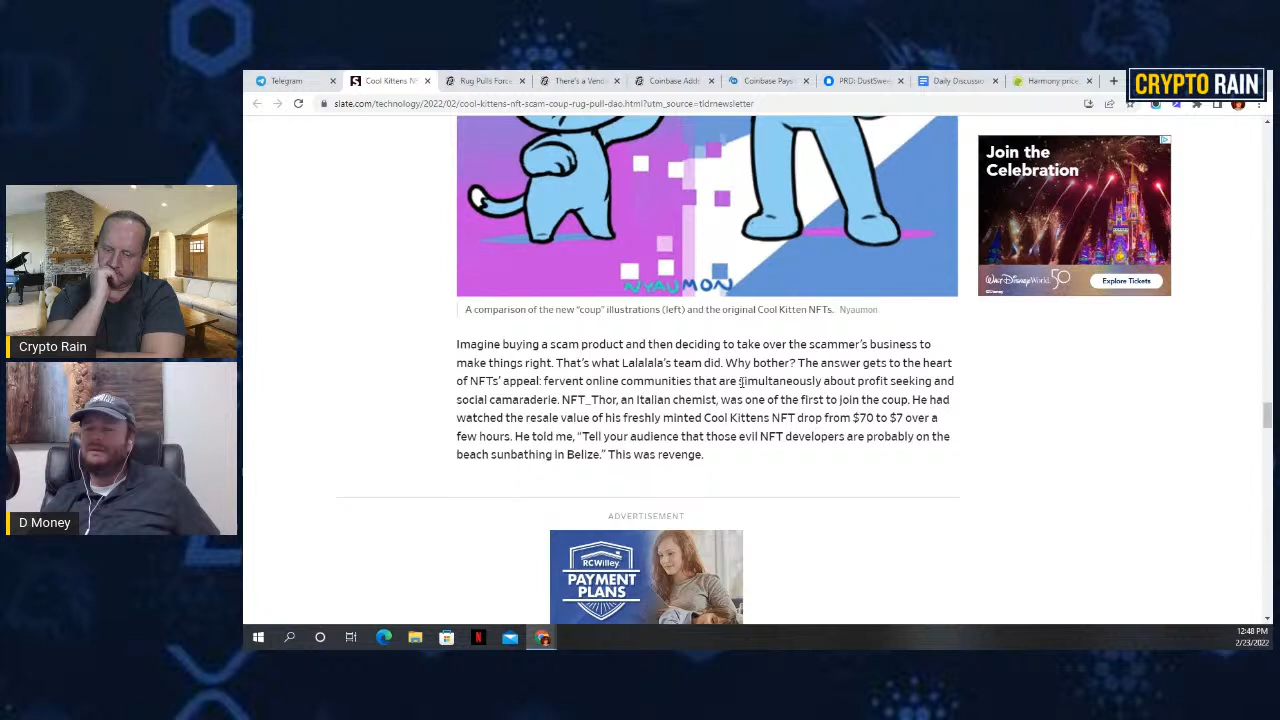 CRYPTO RAIN
Telegram
Cool Kittens NF
Rug Pulls Force
There's a Vend
Coinbase Add
Coinbase Pays
PRD: DustSwee
Daily Discussio
Harmony price
slate.com/technology/2022/02/cool-kittens-nft-scam-coup-rug-pull-dao.html?utm_source=tldrnewsletter
NYAUMON
Join the
Celebration
Walt Disney World 50
©Disney
Explore Tickets
A comparison of the new “coup” illustrations (left) and the original Cool Kitten NFTs. Nyaumon
Imagine buying a scam product and then deciding to take over the scammer’s business to
make things right. That’s what Lalalala’s team did. Why bother? The answer gets to the heart
of NFTs’ appeal: fervent online communities that are simultaneously about profit seeking and
social camaraderie. NFT_Thor, an Italian chemist, was one of the first to join the coup. He had
watched the resale value of his freshly minted Cool Kittens NFT drop from $70 to $7 over a
few hours. He told me, “Tell your audience that those evil NFT developers are probably on the
beach sunbathing in Belize.” This was revenge.
ADVERTISEMENT
RCWilley
PAYMENT
PLANS
Crypto Rain
D Money
12:48 PM
2/23/2022